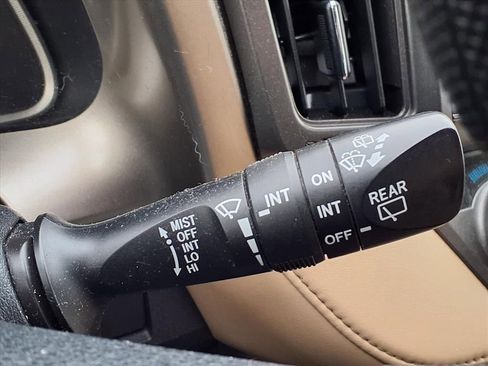 MIST
OFF
INT
LO
HI
INT
ON
INT
OFF
REAR